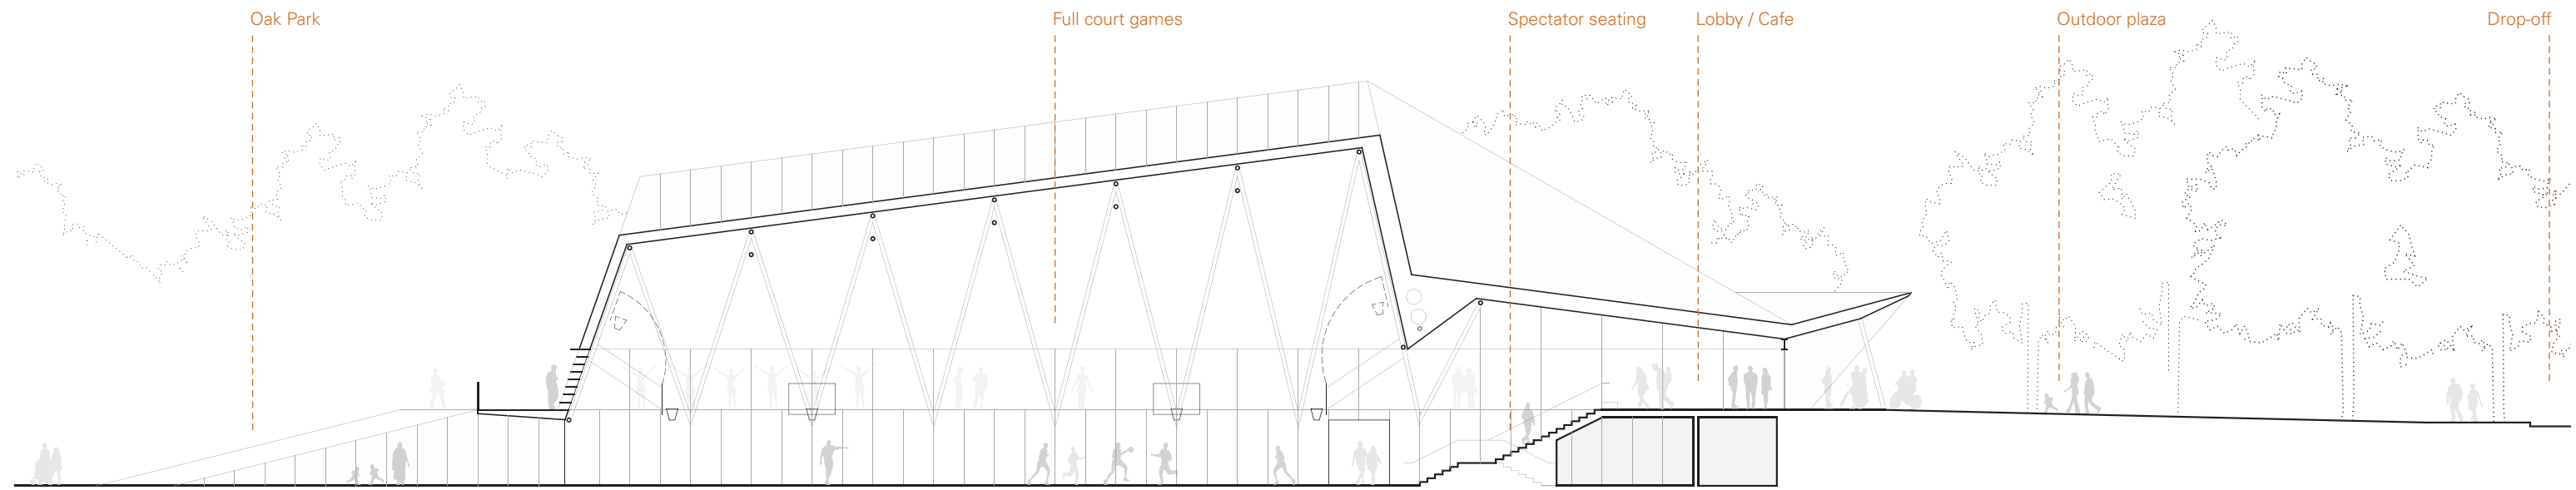 Oak Park
Full court games
Spectator seating
Lobby / Cafe
Outdoor plaza
Drop-off